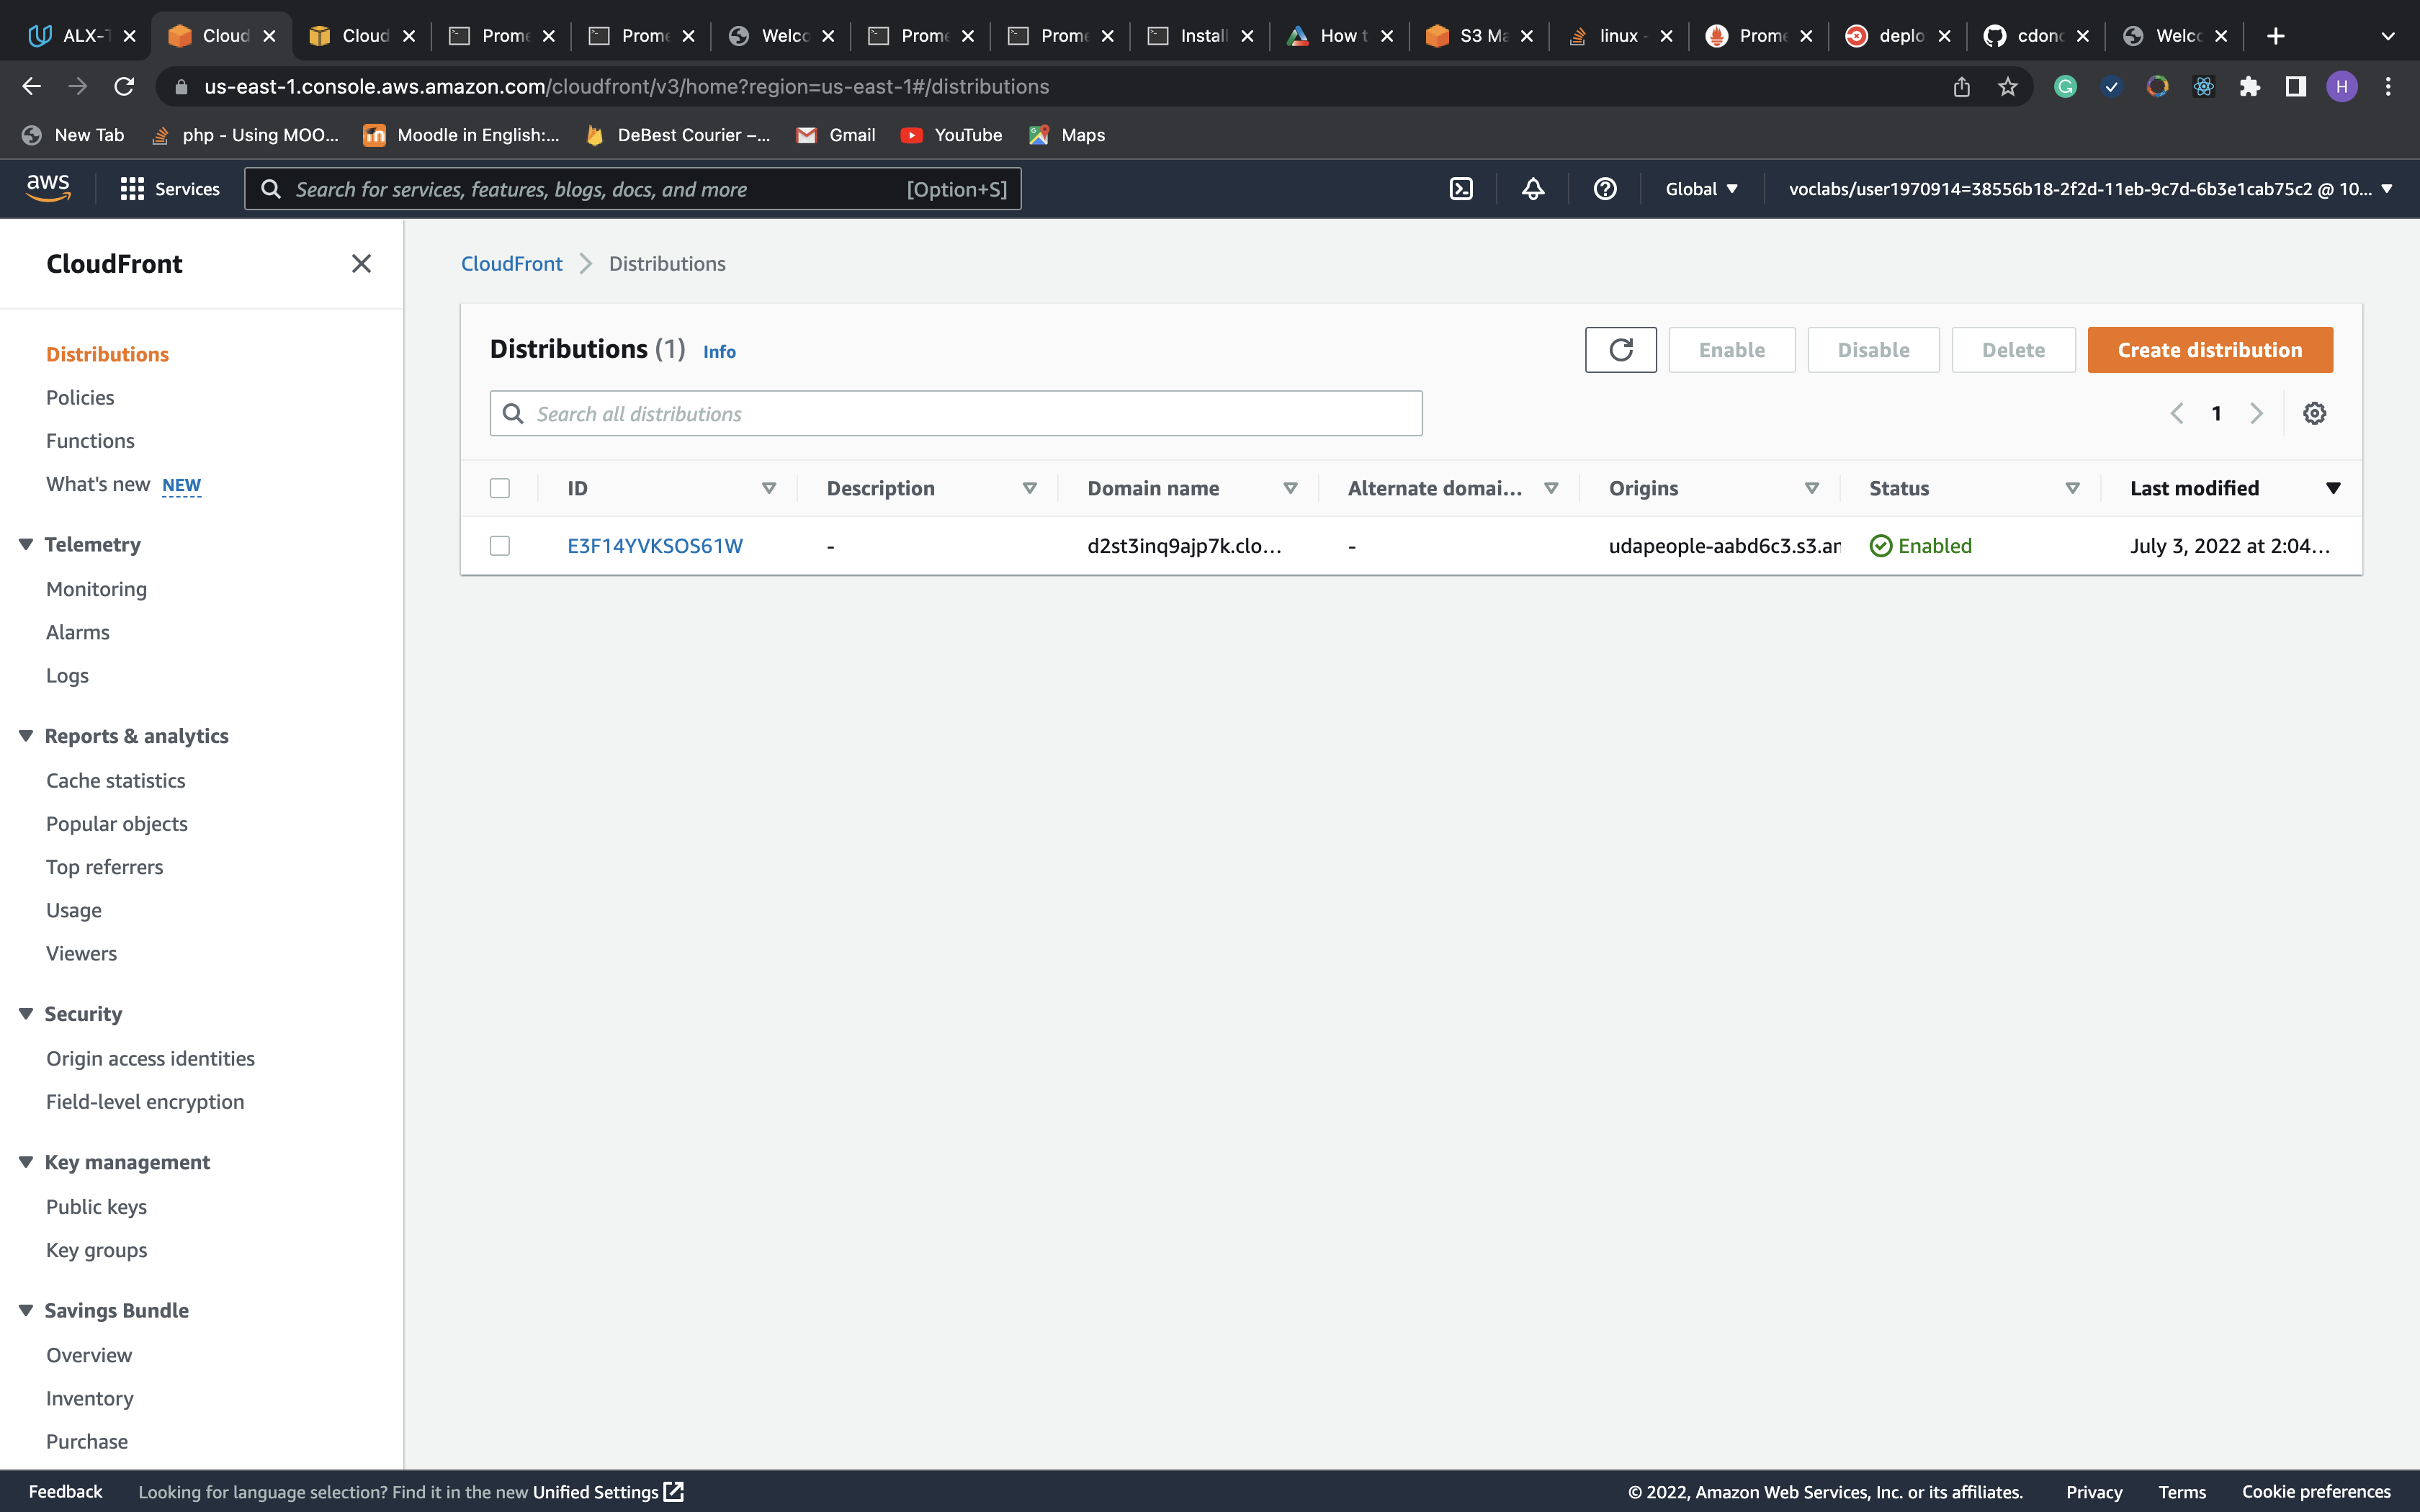 ALX-T
Cloud
Cloud
Prome
Prome
Welco
Prome
Prome
Install
How t
S3 Ma
linux -
Prome
deplo
cdond
Welco
us-east-1.console.aws.amazon.com/cloudfront/v3/home?region=us-east-1#/distributions
H
New Tab
php - Using MOO...
Moodle in English:...
DeBest Courier –...
Gmail
YouTube
Maps
aws
Services
Search for services, features, blogs, docs, and more
[Option+S]
Global
voclabs/user1970914=38556b18-2f2d-11eb-9c7d-6b3e1cab75c2 @ 10...
CloudFront
Distributions
Policies
Functions
What's new NEW
Telemetry
Monitoring
Alarms
Logs
Reports & analytics
Cache statistics
Popular objects
Top referrers
Usage
Viewers
Security
Origin access identities
Field-level encryption
Key management
Public keys
Key groups
Savings Bundle
Overview
Inventory
Purchase
CloudFront
Distributions
Distributions (1) Info
Enable
Disable
Delete
Create distribution
Search all distributions
1
ID
Description
Domain name
Alternate domai...
Origins
Status
Last modified
E3F14YVKSOS61W
-
d2st3inq9ajp7k.clo...
-
udapeople-aabd6c3.s3.am
Enabled
July 3, 2022 at 2:04...
Feedback
Looking for language selection? Find it in the new Unified Settings
© 2022, Amazon Web Services, Inc. or its affiliates.
Privacy
Terms
Cookie preferences